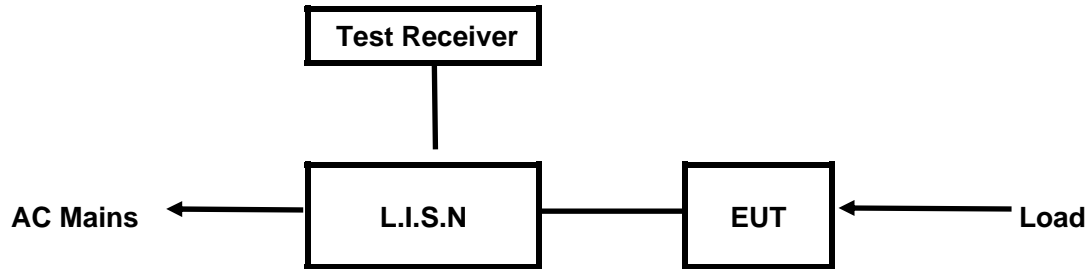 Test Receiver
AC Mains
L.I.S.N
EUT
Load